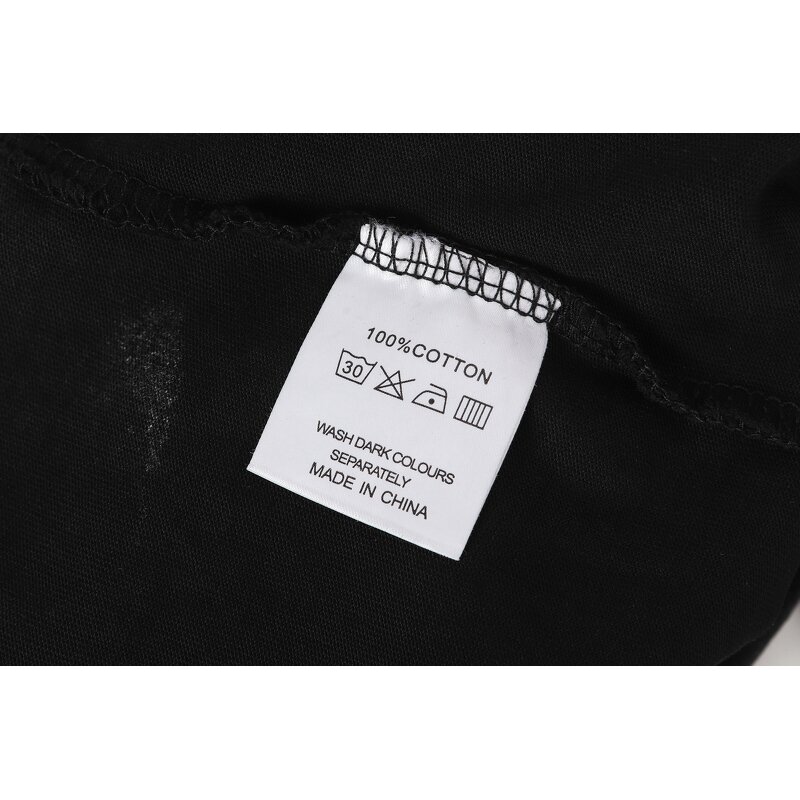 100%COTTON
30
WASH DARK COLOURS
SEPARATELY
MADE IN CHINA